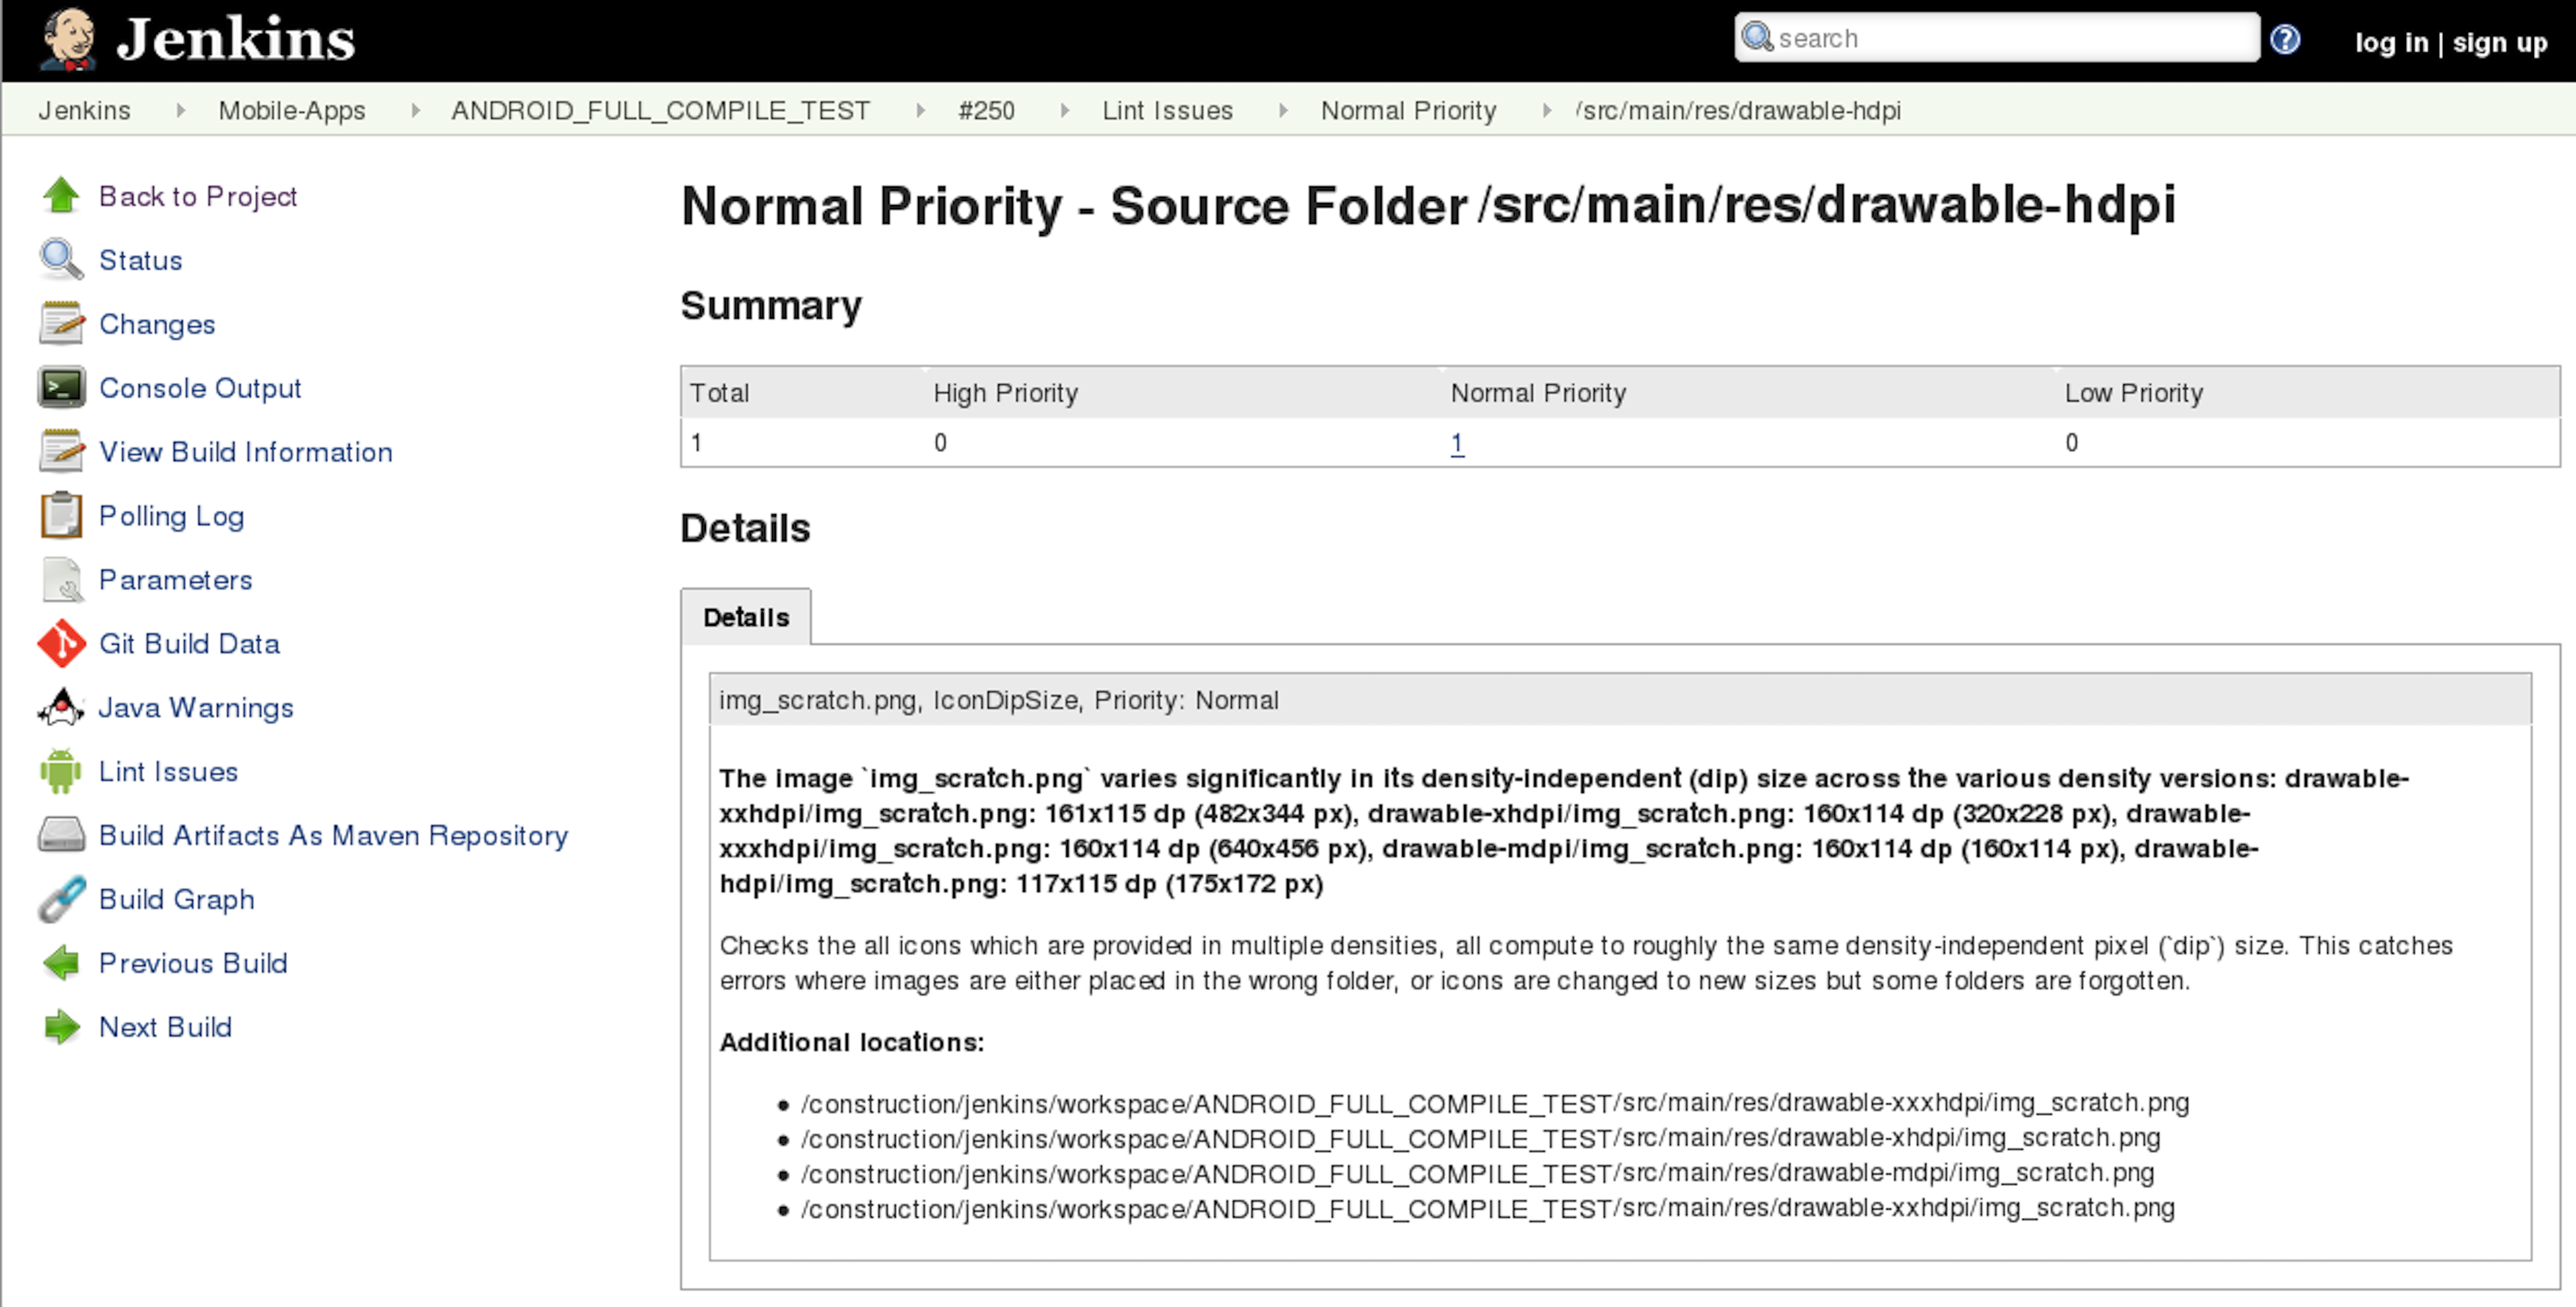 Jenkins
search
log in | sign up
Jenkins Mobile-Apps ANDROID_FULL_COMPILE_TEST #250 Lint Issues Normal Priority /src/main/res/drawable-hdpi
Back to Project
Status
Changes
Console Output
View Build Information
Polling Log
Parameters
Git Build Data
Java Warnings
Lint Issues
Build Artifacts As Maven Repository
Build Graph
Previous Build
Next Build
Normal Priority - Source Folder /src/main/res/drawable-hdpi
Summary
Total High Priority Normal Priority Low Priority
1 0 1 0
Details
Details
img_scratch.png, IconDipSize, Priority: Normal
The image `img_scratch.png` varies significantly in its density-independent (dip) size across the various density versions: drawable-
xxhdpi/img_scratch.png: 161x115 dp (482x344 px), drawable-xhdpi/img_scratch.png: 160x114 dp (320x228 px), drawable-
xxxhdpi/img_scratch.png: 160x114 dp (640x456 px), drawable-mdpi/img_scratch.png: 160x114 dp (160x114 px), drawable-
hdpi/img_scratch.png: 117x115 dp (175x172 px)
Checks the all icons which are provided in multiple densities, all compute to roughly the same density-independent pixel (`dip`) size. This catches
errors where images are either placed in the wrong folder, or icons are changed to new sizes but some folders are forgotten.
Additional locations:
• /construction/jenkins/workspace/ANDROID_FULL_COMPILE_TEST/src/main/res/drawable-xxxhdpi/img_scratch.png
• /construction/jenkins/workspace/ANDROID_FULL_COMPILE_TEST/src/main/res/drawable-xhdpi/img_scratch.png
• /construction/jenkins/workspace/ANDROID_FULL_COMPILE_TEST/src/main/res/drawable-mdpi/img_scratch.png
• /construction/jenkins/workspace/ANDROID_FULL_COMPILE_TEST/src/main/res/drawable-xxhdpi/img_scratch.png